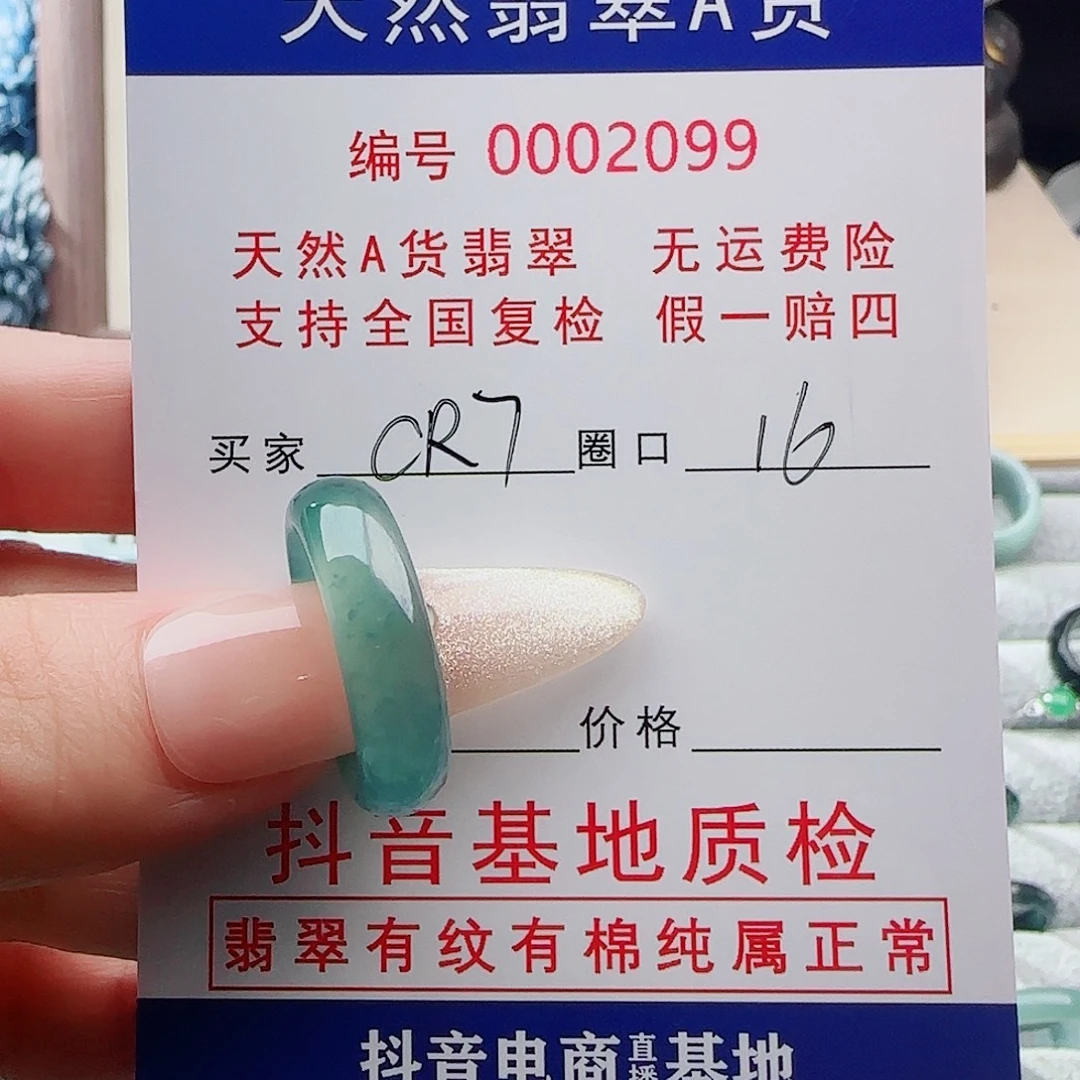 天然翡翠A货
编号 0002099
天然A货翡翠 无运费险
支持全国复检 假一赔四
买家 CR7 圈口 16
价格
抖音基地质检
翡翠有纹有棉纯属正常
抖音电商直播基地